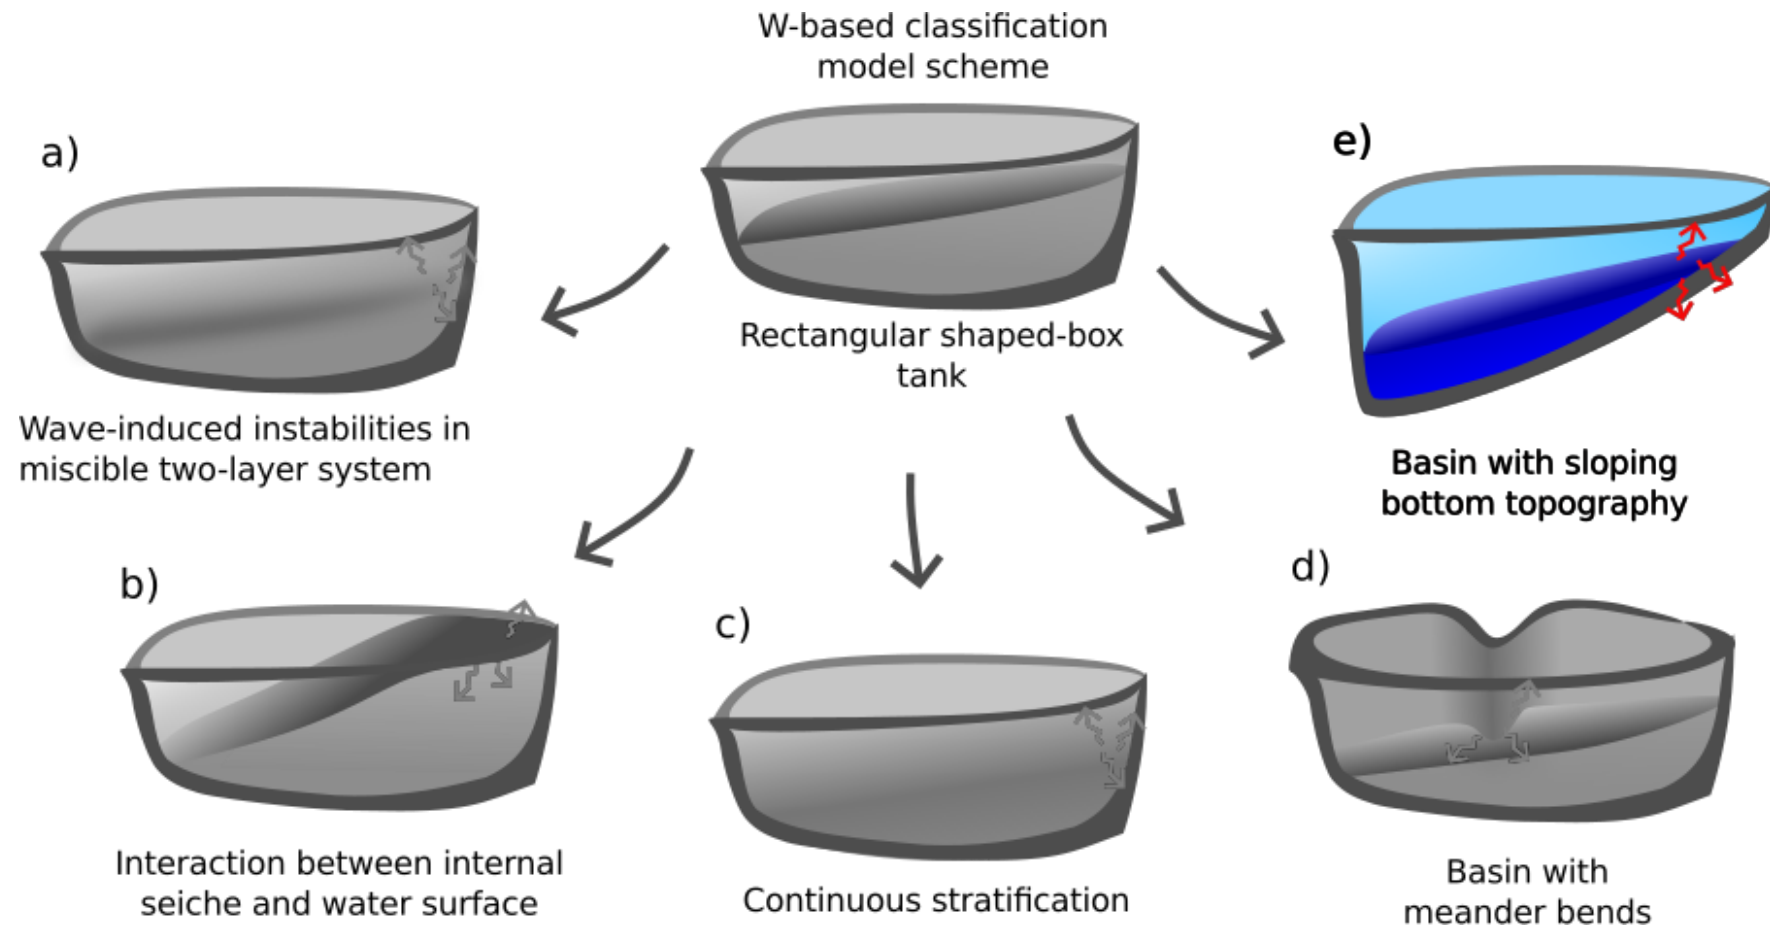 W-based classification
model scheme
Rectangular shaped-box
tank
a)
Wave-induced instabilities in
miscible two-layer system
b)
Interaction between internal
seiche and water surface
c)
Continuous stratification
d)
Basin with
meander bends
e)
Basin with sloping
bottom topography